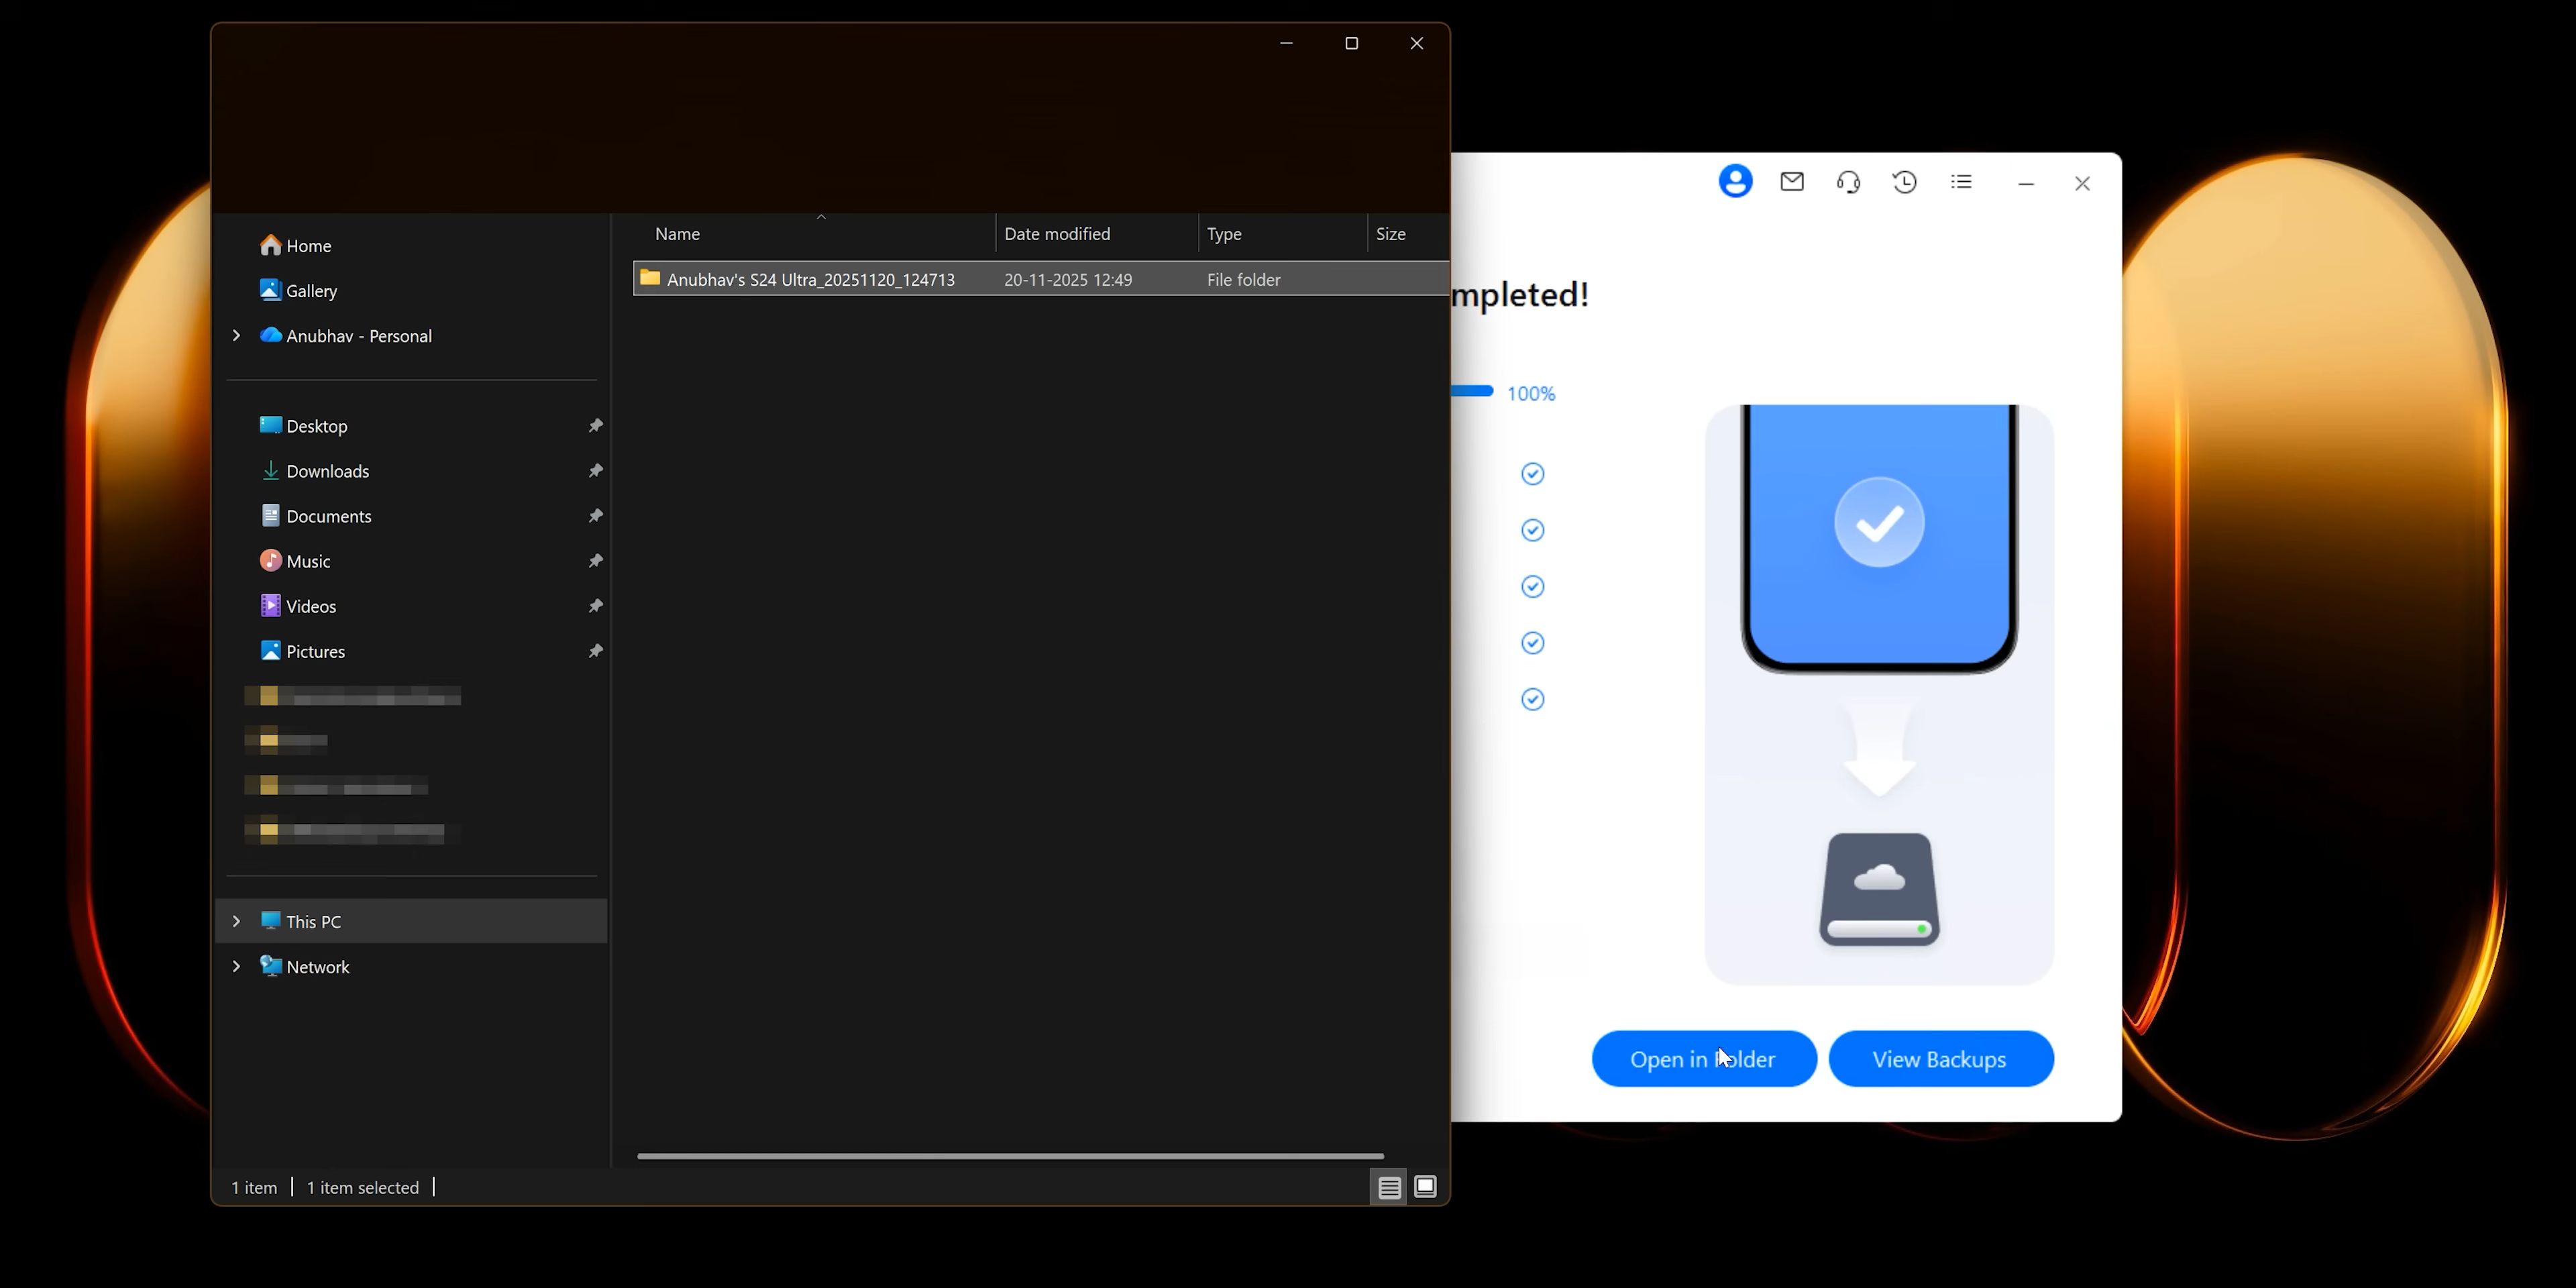 Name
Date modified
Type
Size
Home
Gallery
Anubhav - Personal
Desktop
Downloads
Documents
Music
Videos
Pictures
This PC
Network
Anubhav's S24 Ultra_20251120_124713
20-11-2025 12:49
File folder
1 item
1 item selected
mpleted!
100%
Open in Folder
View Backups